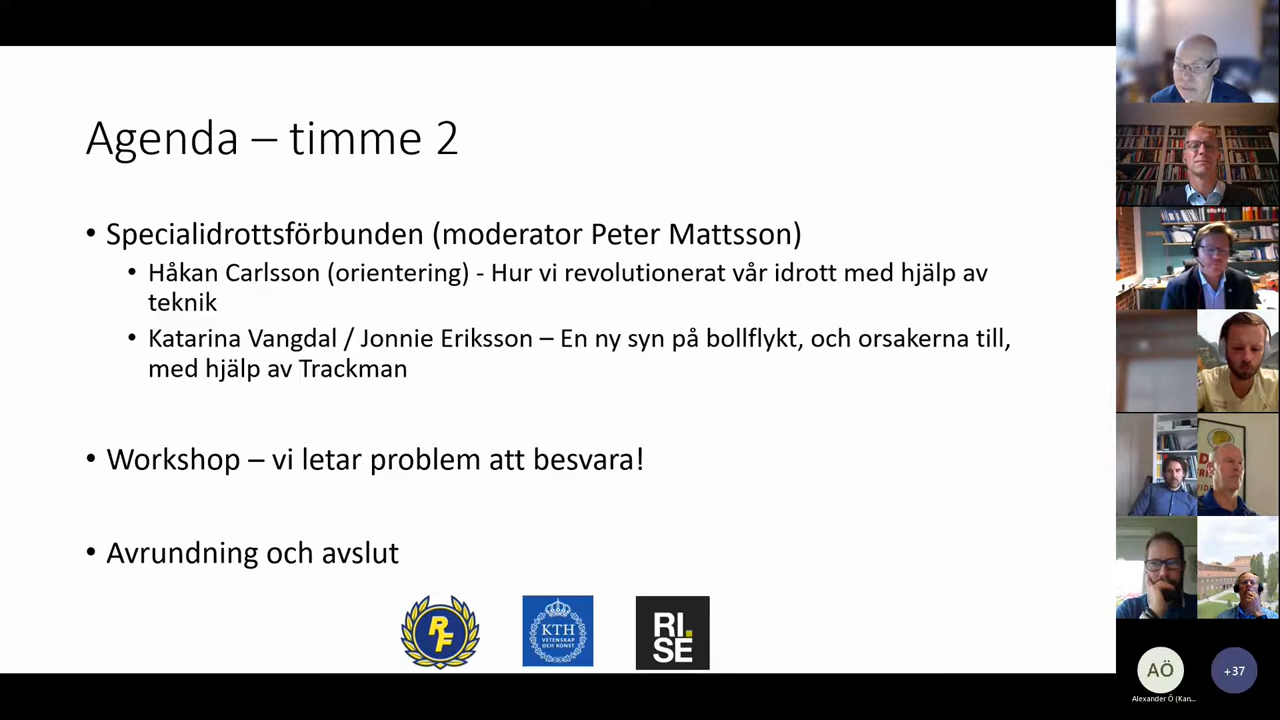 Agenda – timme 2
• Specialidrottsförbunden (moderator Peter Mattsson)
• Håkan Carlsson (orientering) - Hur vi revolutionerat vår idrott med hjälp av
teknik
• Katarina Vangdal / Jonnie Eriksson – En ny syn på bollflykt, och orsakerna till,
med hjälp av Trackman
• Workshop – vi letar problem att besvara!
• Avrundning och avslut
RF
KTH
VETENSKAP
OCH KONST
RI.
SE
AÖ
+37
Alexander Ö (Kan...